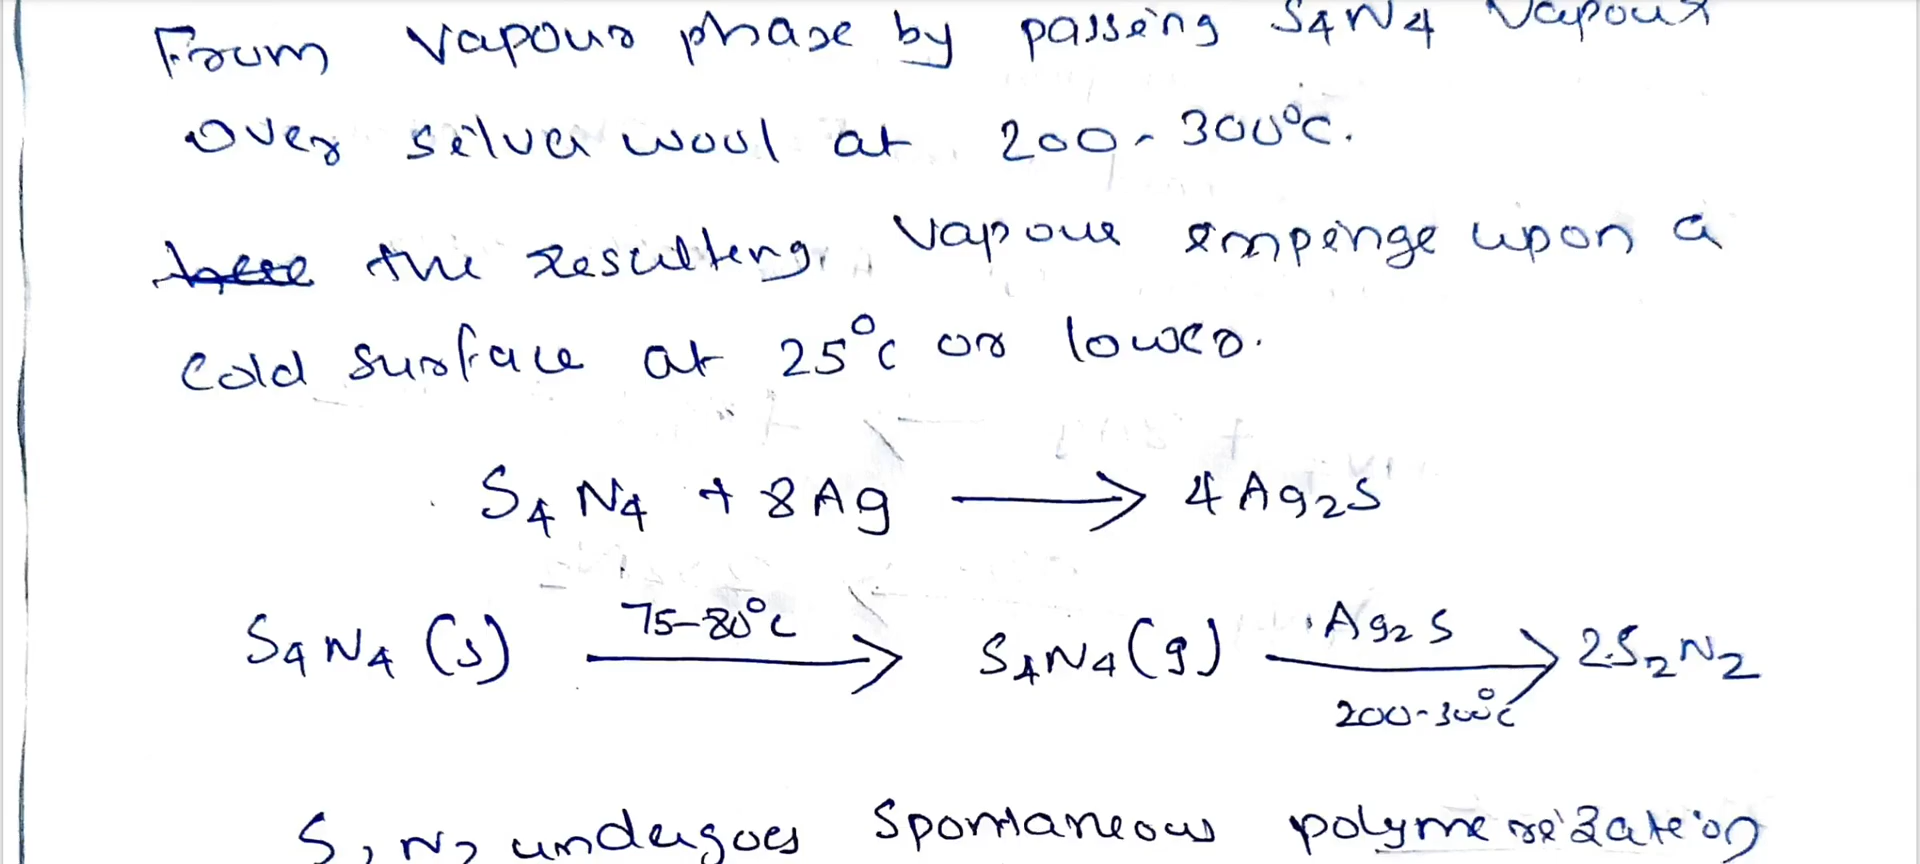 From vapour phase by passing S4N4 vapour
over silver wool at 200-300°C.
the resulting vapour impinge upon a
cold surface at 25°C or lower.
S4N4 + 8Ag → 4Ag2S
S4N4(s) 75-80°C → S4N4(g) Ag2S 200-300°C → 2S2N2
S2N2 undergoes spontaneous polymerization